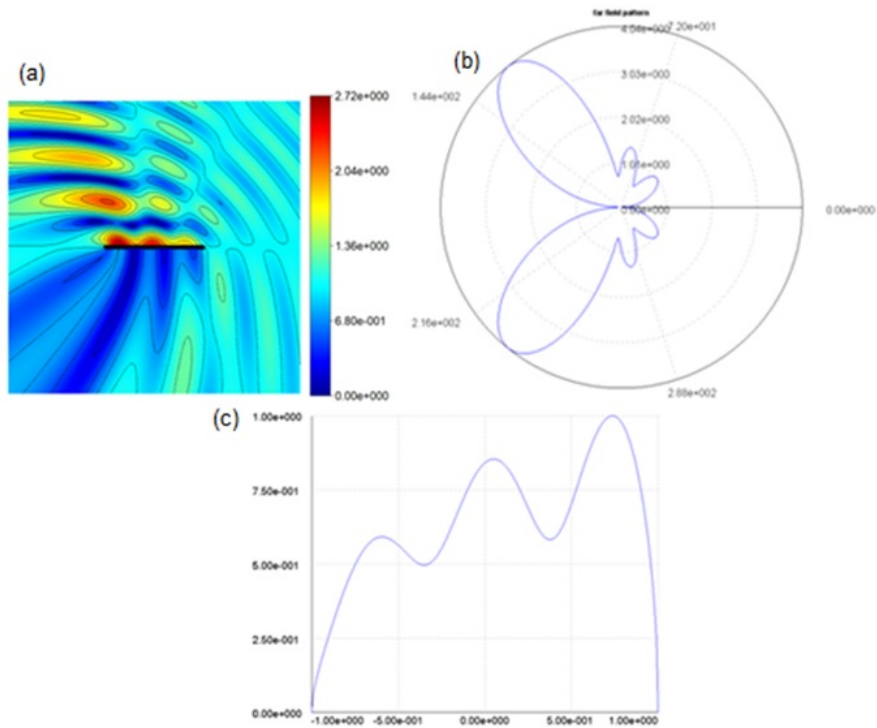 (a)
2.72e+000
2.04e+000
1.36e+000
6.80e-001
0.00e+000
(b)
far field pattern
4.04e+000
7.20e+001
3.03e+000
1.44e+002
2.02e+000
1.01e+000
0.00e+000
0.00e+000
2.16e+002
2.88e+002
(c)
1.00e+000
7.50e-001
5.00e-001
2.50e-001
0.00e+000
-1.00e+000
-5.00e-001
0.00e+000
5.00e-001
1.00e+000